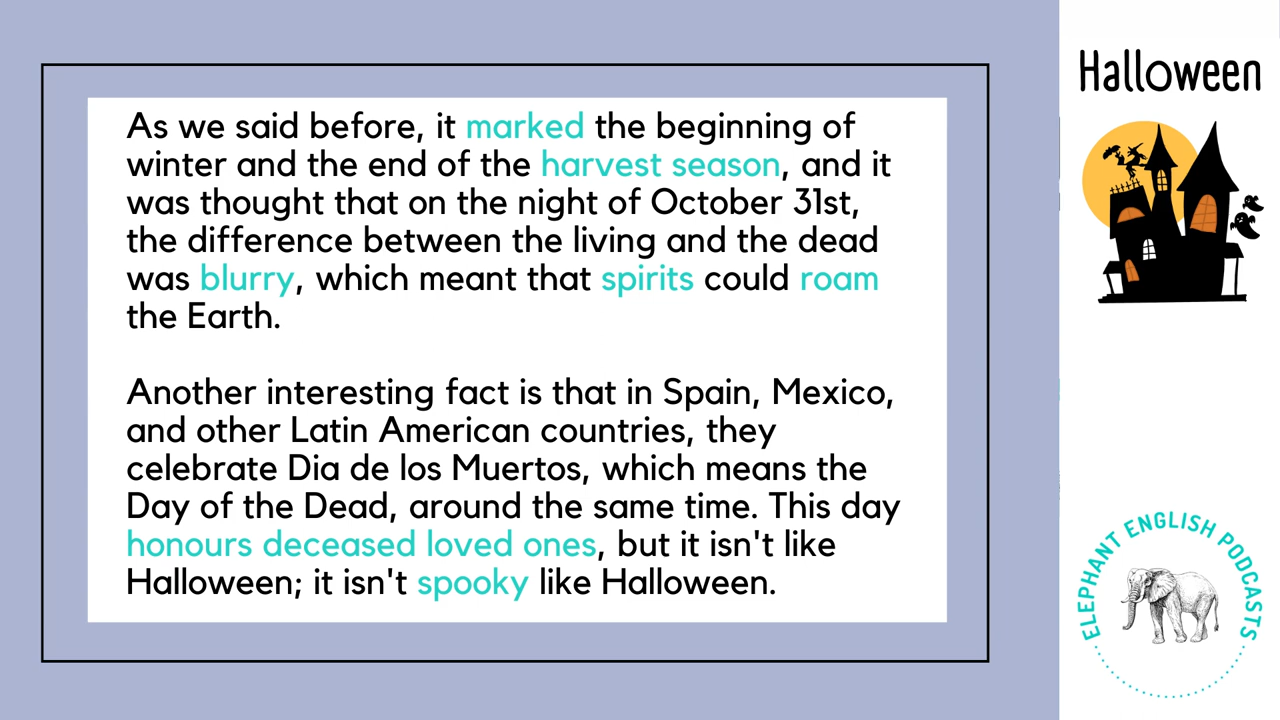 As we said before, it marked the beginning of
winter and the end of the harvest season, and it
was thought that on the night of October 31st,
the difference between the living and the dead
was blurry, which meant that spirits could roam
the Earth.
Another interesting fact is that in Spain, Mexico,
and other Latin American countries, they
celebrate Dia de los Muertos, which means the
Day of the Dead, around the same time. This day
honours deceased loved ones, but it isn't like
Halloween; it isn't spooky like Halloween.
Halloween
ELEPHANT ENGLISH PODCASTS